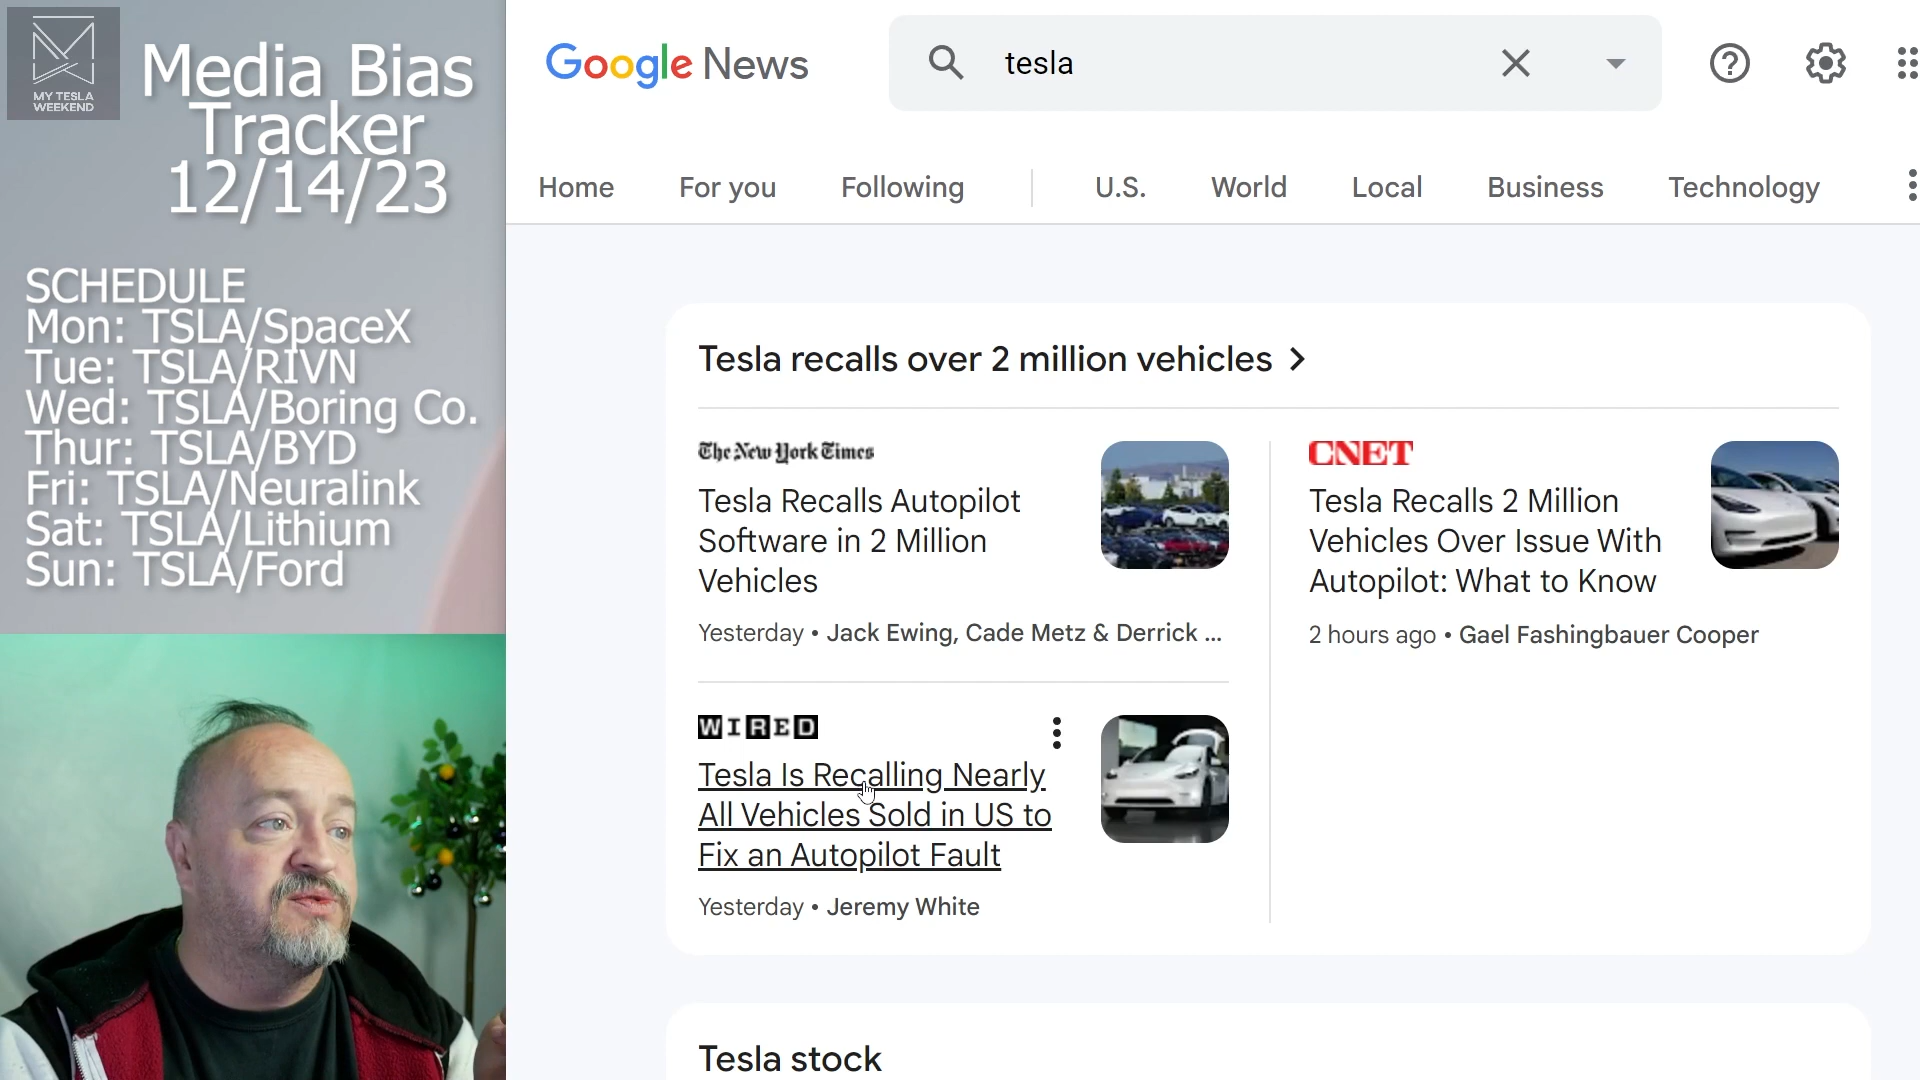 MY TESLA
WEEKEND
Media Bias
Tracker
12/14/23
SCHEDULE
Mon: TSLA/SpaceX
Tue: TSLA/RIVN
Wed: TSLA/Boring Co.
Thur: TSLA/BYD
Fri: TSLA/Neuralink
Sat: TSLA/Lithium
Sun: TSLA/Ford
Google News
tesla
Home For you Following U.S. World Local Business Technology
Tesla recalls over 2 million vehicles
The New York Times
Tesla Recalls Autopilot
Software in 2 Million
Vehicles
Yesterday • Jack Ewing, Cade Metz & Derrick ...
CNET
Tesla Recalls 2 Million
Vehicles Over Issue With
Autopilot: What to Know
2 hours ago • Gael Fashingbauer Cooper
WIRED
Tesla Is Recalling Nearly
All Vehicles Sold in US to
Fix an Autopilot Fault
Yesterday • Jeremy White
Tesla stock